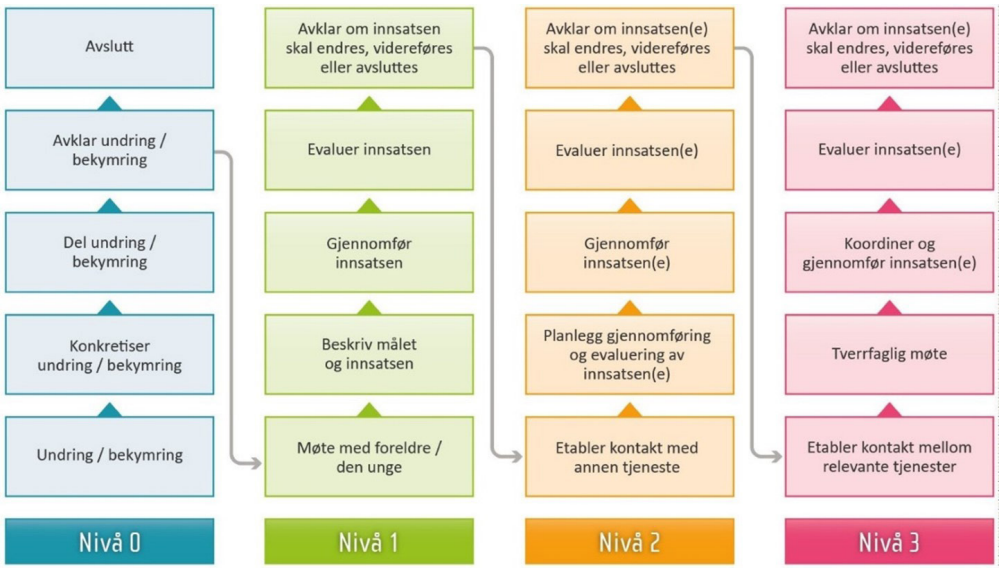 Avslutt
Avklar undring /
bekymring
Del undring /
bekymring
Konkretiser
undring / bekymring
Undring / bekymring
Nivå 0
Avklar om innsatsen
skal endres, videreføres
eller avsluttes
Evaluer innsatsen
Gjennomfør
innsatsen
Beskriv målet
og innsatsen
Møte med foreldre /
den unge
Nivå 1
Avklar om innsatsen(e)
skal endres, videreføres
eller avsluttes
Evaluer innsatsen(e)
Gjennomfør
innsatsen(e)
Planlegg gjennomføring
og evaluering av
innsatsen(e)
Etabler kontakt med
annen tjeneste
Nivå 2
Avklar om innsatsen(e)
skal endres, videreføres
eller avsluttes
Evaluer innsatsen(e)
Koordiner og
gjennomfør innsatsen(e)
Tverrfaglig møte
Etabler kontakt mellom
relevante tjenester
Nivå 3